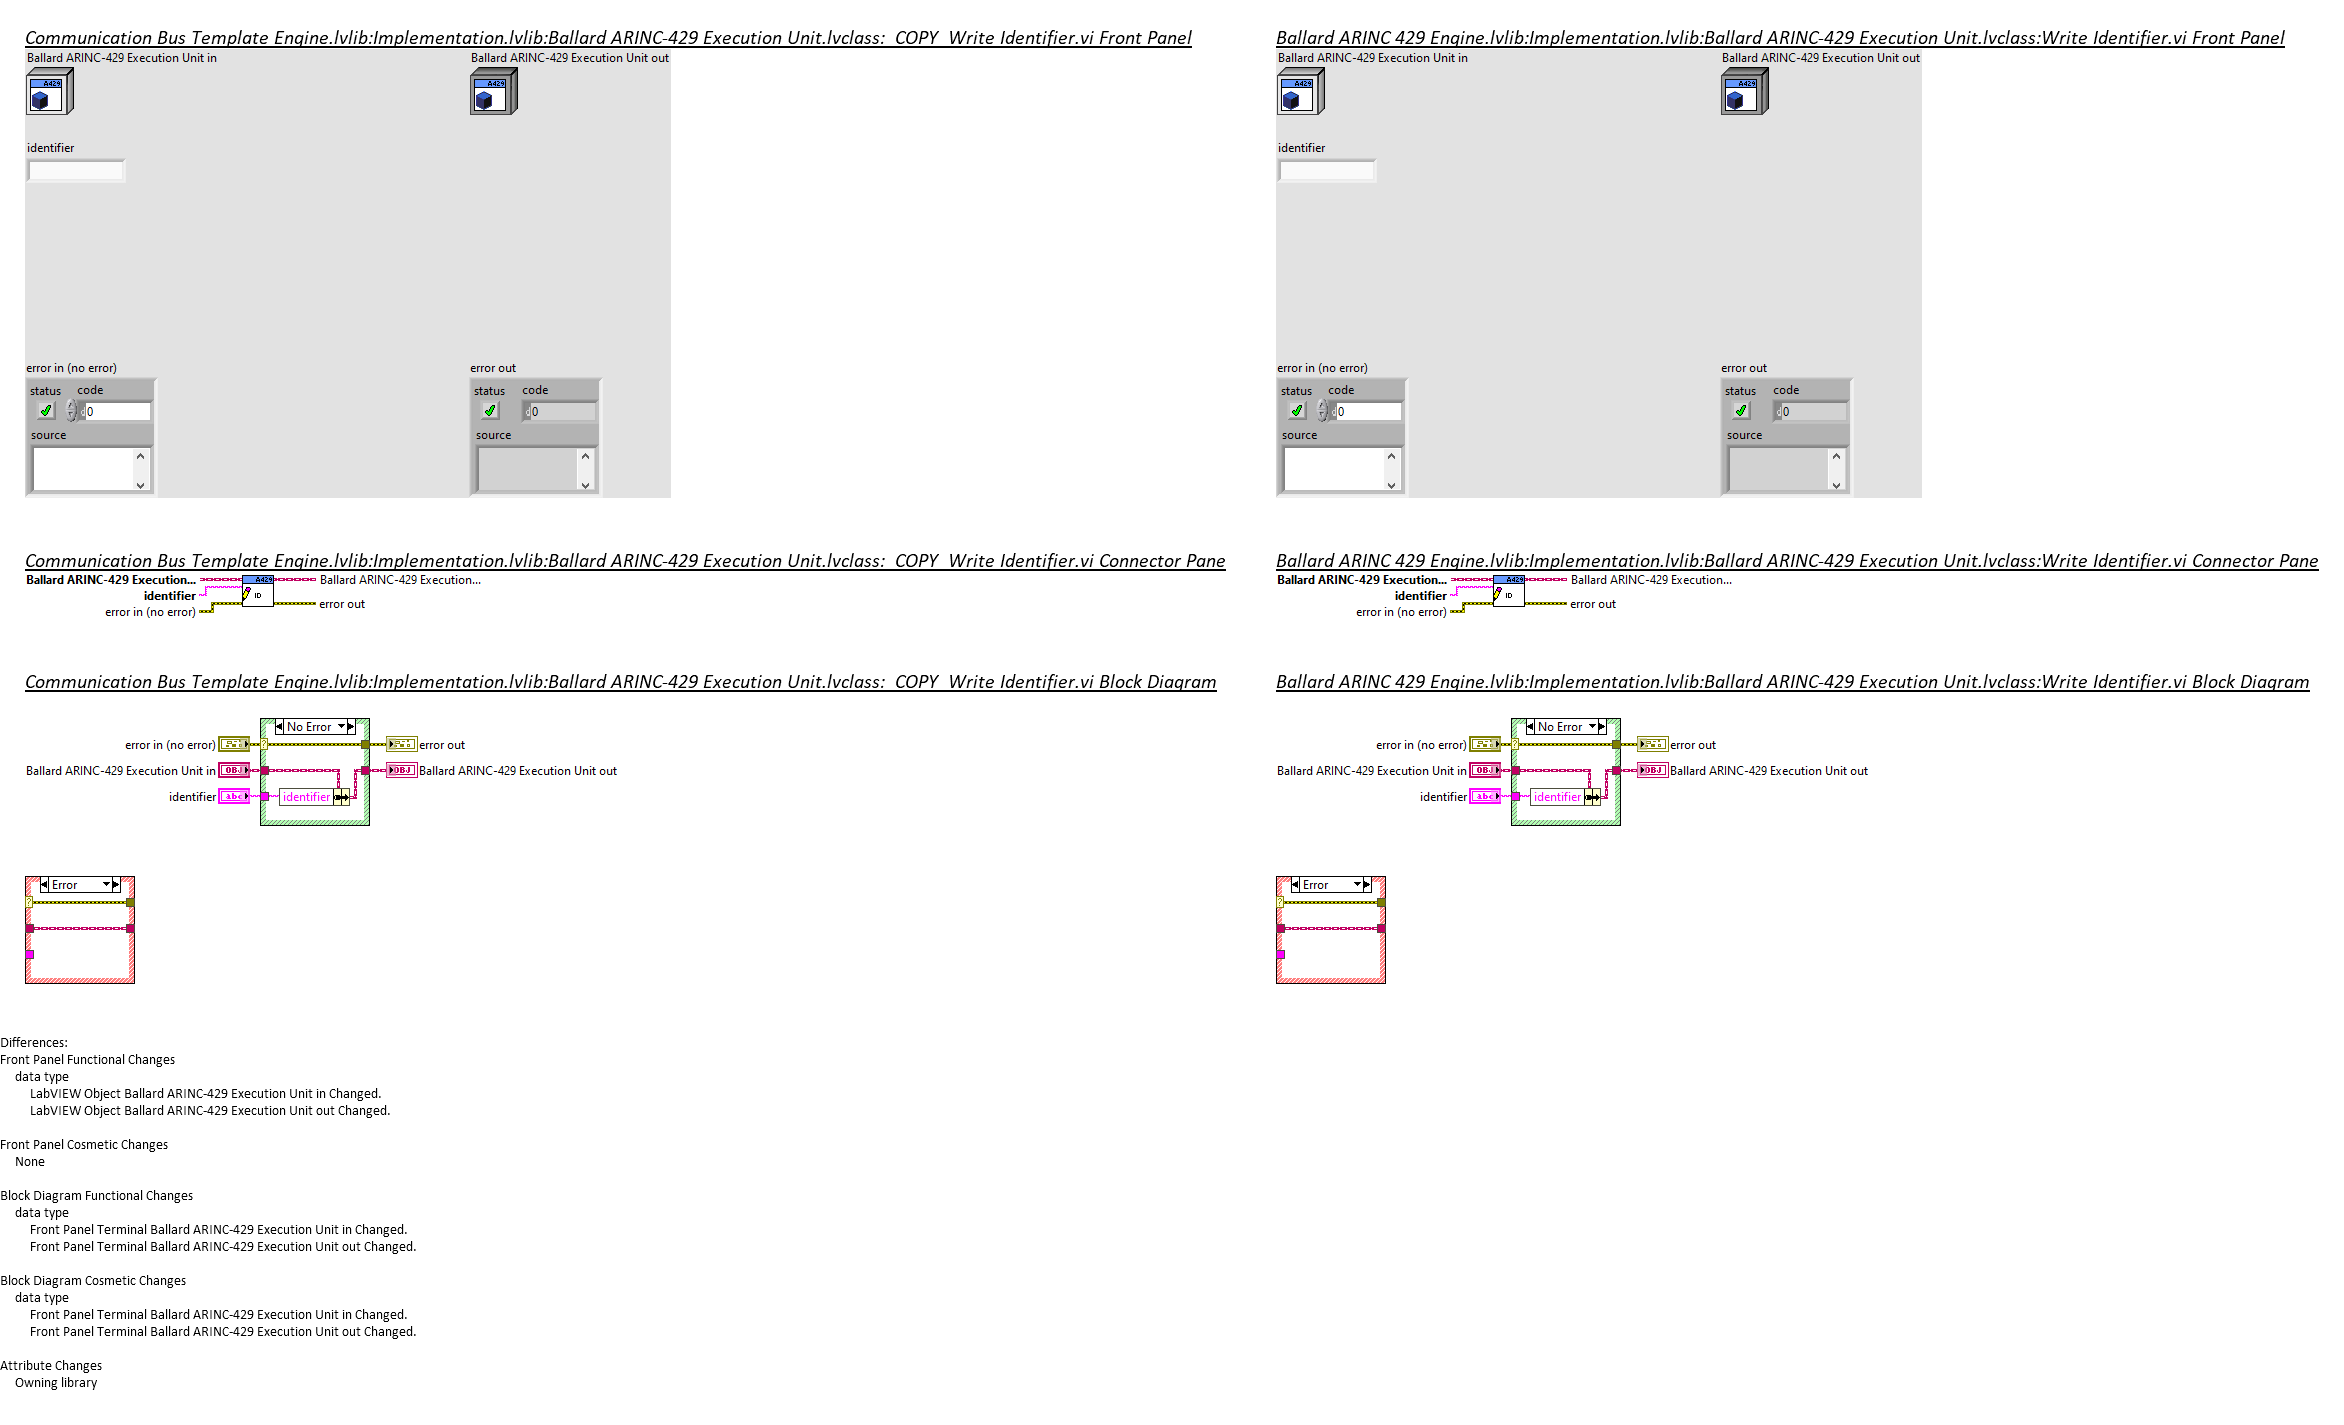 Communication Bus Template Engine.lvlib:Implementation.lvlib:Ballard ARINC-429 Execution Unit.lvclass:  COPY  Write Identifier.vi Front Panel
Ballard ARINC-429 Execution Unit in
Ballard ARINC-429 Execution Unit out
A429
A429
identifier
error in (no error)
error out
status code
status code
d 0
d 0
source
source
Ballard ARINC 429 Engine.lvlib:Implementation.lvlib:Ballard ARINC-429 Execution Unit.lvclass:Write Identifier.vi Front Panel
Ballard ARINC-429 Execution Unit in
Ballard ARINC-429 Execution Unit out
A429
A429
identifier
error in (no error)
error out
status code
status code
d 0
d 0
source
source
Communication Bus Template Engine.lvlib:Implementation.lvlib:Ballard ARINC-429 Execution Unit.lvclass:  COPY  Write Identifier.vi Connector Pane
Ballard ARINC-429 Execution...
A429
Ballard ARINC-429 Execution...
identifier
ID
error in (no error)
error out
Ballard ARINC 429 Engine.lvlib:Implementation.lvlib:Ballard ARINC-429 Execution Unit.lvclass:Write Identifier.vi Connector Pane
Ballard ARINC-429 Execution...
A429
Ballard ARINC-429 Execution...
identifier
ID
error in (no error)
error out
Communication Bus Template Engine.lvlib:Implementation.lvlib:Ballard ARINC-429 Execution Unit.lvclass:  COPY  Write Identifier.vi Block Diagram
No Error
error in (no error)
?
error out
Ballard ARINC-429 Execution Unit in
OBJ
OBJ
Ballard ARINC-429 Execution Unit out
identifier
abc
identifier
Error
?
Ballard ARINC 429 Engine.lvlib:Implementation.lvlib:Ballard ARINC-429 Execution Unit.lvclass:Write Identifier.vi Block Diagram
No Error
error in (no error)
?
error out
Ballard ARINC-429 Execution Unit in
OBJ
OBJ
Ballard ARINC-429 Execution Unit out
identifier
abc
identifier
Error
?
Differences:
Front Panel Functional Changes
data type
LabVIEW Object Ballard ARINC-429 Execution Unit in Changed.
LabVIEW Object Ballard ARINC-429 Execution Unit out Changed.
Front Panel Cosmetic Changes
None
Block Diagram Functional Changes
data type
Front Panel Terminal Ballard ARINC-429 Execution Unit in Changed.
Front Panel Terminal Ballard ARINC-429 Execution Unit out Changed.
Block Diagram Cosmetic Changes
data type
Front Panel Terminal Ballard ARINC-429 Execution Unit in Changed.
Front Panel Terminal Ballard ARINC-429 Execution Unit out Changed.
Attribute Changes
Owning library